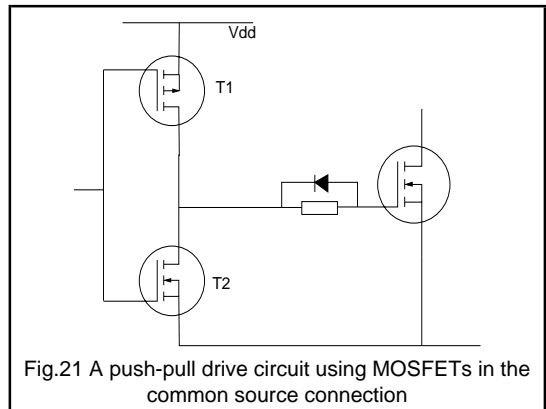 Vdd
T1
T2
Fig.21 A push-pull drive circuit using MOSFETs in the
common source connection